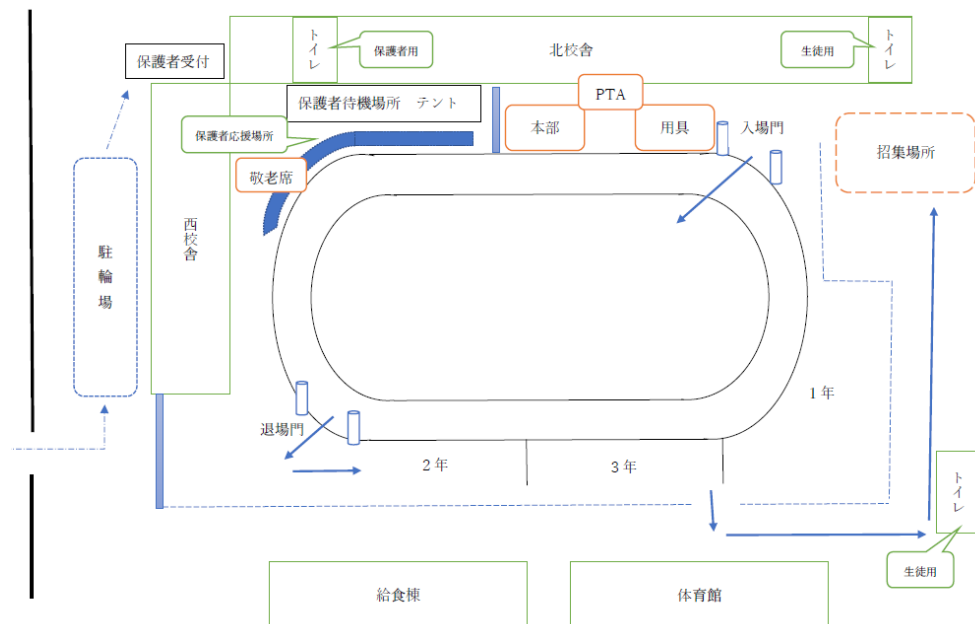 トイレ
保護者用
北校舎
生徒用
トイレ
保護者受付
保護者待機場所　テント
PTA
本部
用具
入場門
招集場所
保護者応援場所
敬老席
西校舎
駐輪場
1年
退場門
2年
3年
トイレ
生徒用
給食棟
体育館